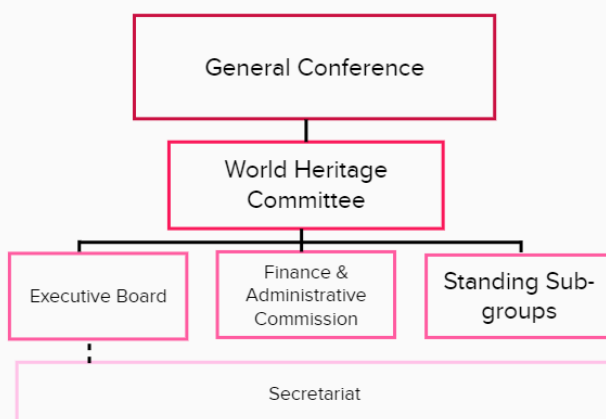 General Conference
World Heritage
Committee
Executive Board
Finance &
Administrative
Commission
Standing Sub-
groups
Secretariat